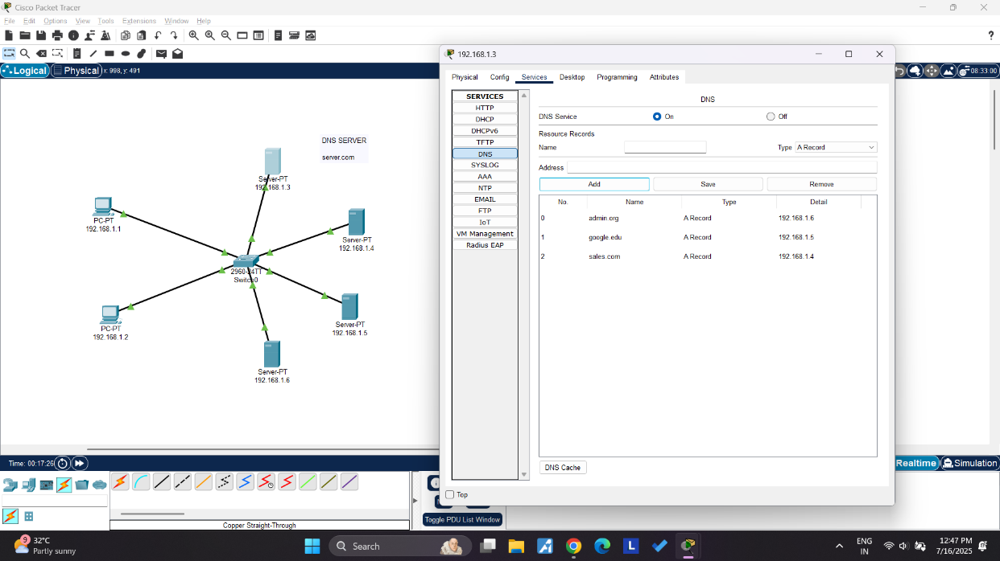 Cisco Packet Tracer
File Edit Options View Tools Extensions Window Help
?
Logical Physical x: 998, y: 491
08:33:00
DNS SERVER
server.com
Server-PT
192.168.1.3
PC-PT
192.168.1.1
Server-PT
192.168.1.4
2960-24TT
Switch0
Server-PT
192.168.1.5
PC-PT
192.168.1.2
Server-PT
192.168.1.6
192.168.1.3
Physical Config Services Desktop Programming Attributes
SERVICES
HTTP
DHCP
DHCPv6
TFTP
DNS
SYSLOG
AAA
NTP
EMAIL
FTP
IoT
VM Management
Radius EAP
DNS
DNS Service On Off
Resource Records
Name Type A Record
Address
Add Save Remove
No. Name Type Detail
0 admin.org A Record 192.168.1.6
1 google.edu A Record 192.168.1.5
2 sales.com A Record 192.168.1.4
DNS Cache
Top
Time: 00:17:26
Realtime Simulation
Toggle PDU List Window
Copper Straight-Through
9
32°C
Partly sunny
Search
L
ENG
IN
12:47 PM
7/16/2025